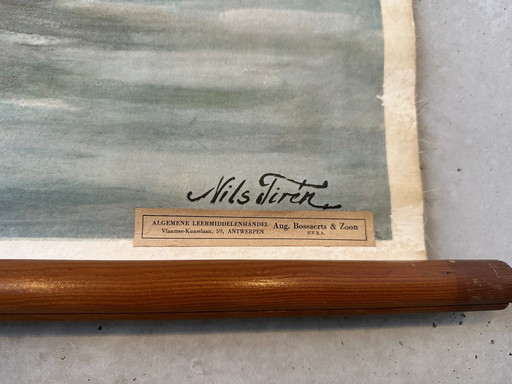 Nils Tirén
ALGEMENE LEERMIDDELENHANDEL Aug. Bossaerts & Zoon
Vlaamse-Kunstlaan, 59, ANTWERPEN P.V.B.A.